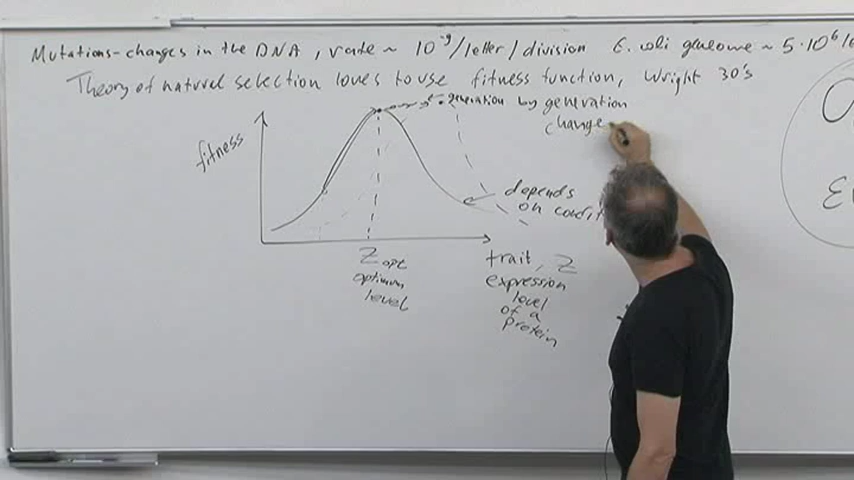 Mutations - changes in the DNA, rate ~ 10^-9/letter/division E. coli genome ~ 5·10^6
Theory of natural selection loves to use fitness function, Wright 30's
generation by generation
change
fitness
depends
on condit
Z opt
optimum
level
trait, Z
expression
level
of a
protein